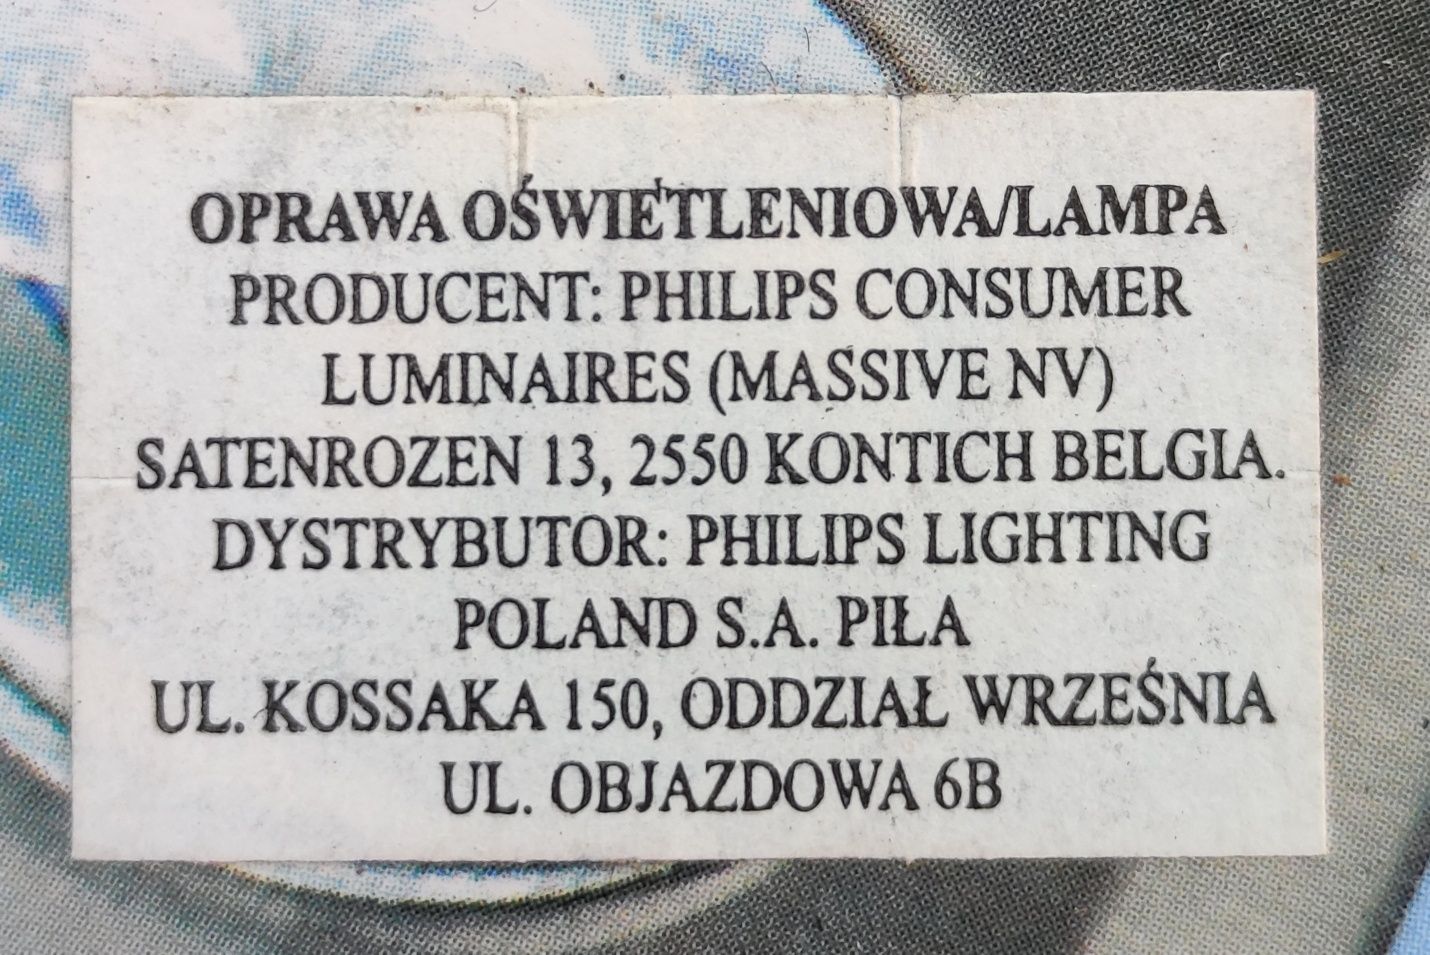 OPRAWA OŚWIETLENIOWA/LAMPA
PRODUCENT: PHILIPS CONSUMER
LUMINAIRES (MASSIVE NV)
SATENROZEN 13, 2550 KONTICH BELGIA.
DYSTRYBUTOR: PHILIPS LIGHTING
POLAND S.A. PIŁA
UL. KOSSAKA 150, ODDZIAŁ WRZEŚNIA
UL. OBJAZDOWA 6B